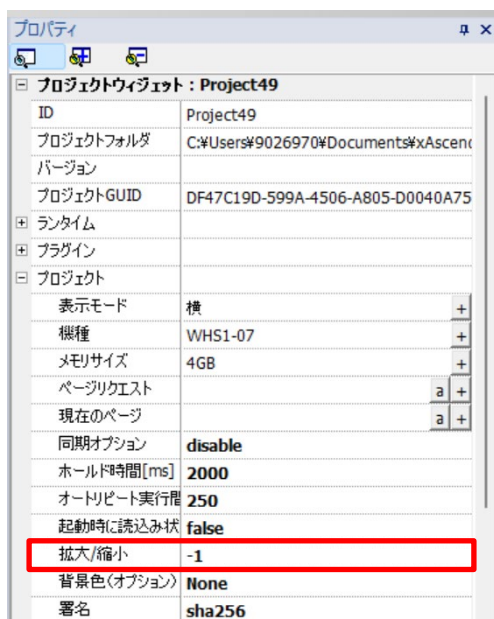 プロパティ
プロジェクトウィジェット : Project49
ID Project49
プロジェクトフォルダ C:¥Users¥9026970¥Documents¥xAscend
バージョン
プロジェクトGUID DF47C19D-599A-4506-A805-D0040A75
ランタイム
プラグイン
プロジェクト
表示モード 横 +
機種 WHS1-07 +
メモリサイズ 4GB +
ページリクエスト a +
現在のページ a +
同期オプション disable
ホールド時間[ms] 2000
オートリピート実行間 250
起動時に読込み状 false
拡大/縮小 -1
背景色(オプション) None
署名 sha256